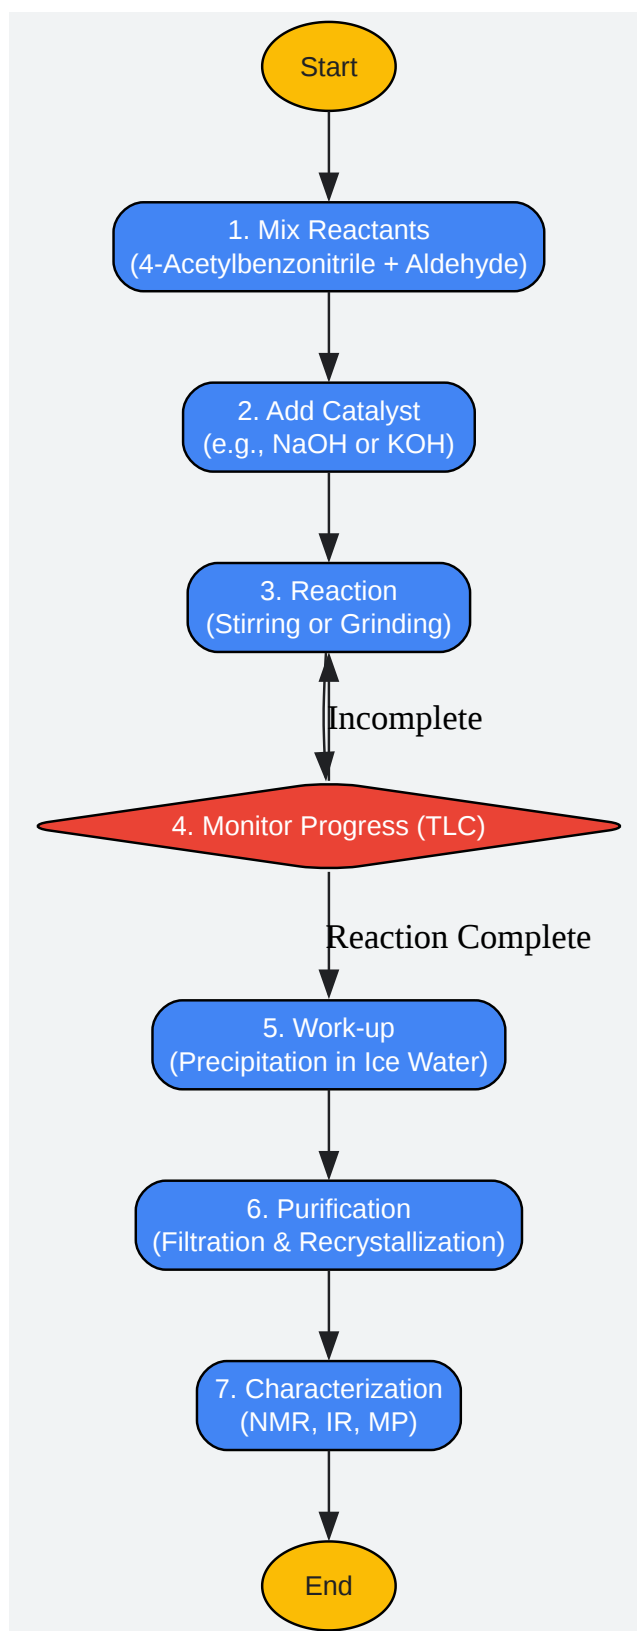 Start
1. Mix Reactants
(4-Acetylbenzonitrile + Aldehyde)
2. Add Catalyst
(e.g., NaOH or KOH)
3. Reaction
(Stirring or Grinding)
Incomplete
4. Monitor Progress (TLC)
Reaction Complete
5. Work-up
(Precipitation in Ice Water)
6. Purification
(Filtration & Recrystallization)
7. Characterization
(NMR, IR, MP)
End